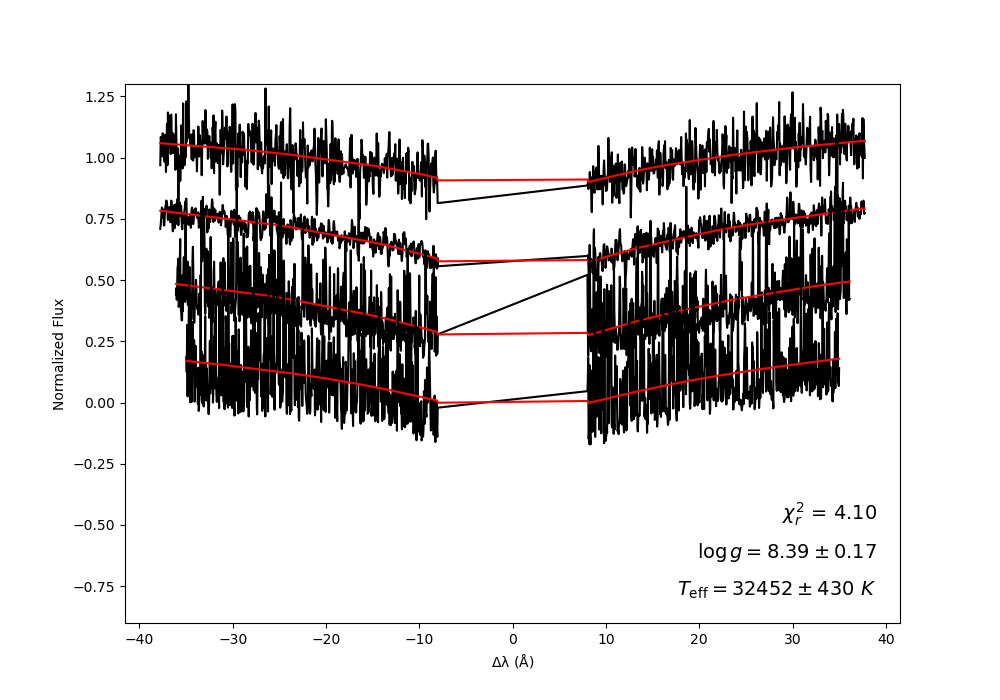 1.25
1.00
0.75
0.50
0.25
0.00
−0.25
−0.50
−0.75
Normalized Flux
χ²ᵣ = 4.10
log g = 8.39 ± 0.17
T_eff = 32452 ± 430 K
−40 −30 −20 −10 0 10 20 30 40
Δλ (Å)